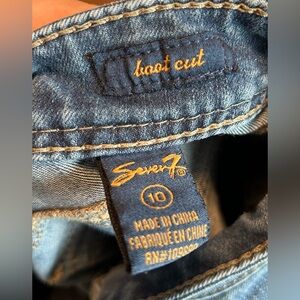 boot cut
Seven7®
10
MADE IN CHINA
FABRIQUÉ EN CHINE